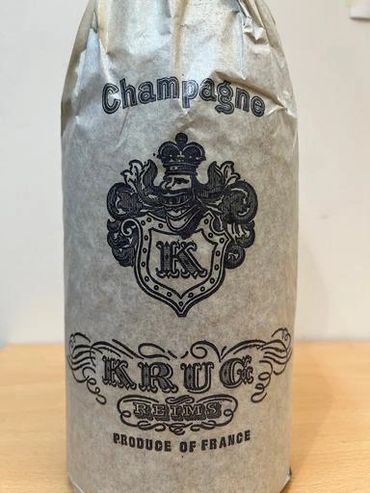 Champagne
K
KRUG
REIMS
PRODUCE OF FRANCE